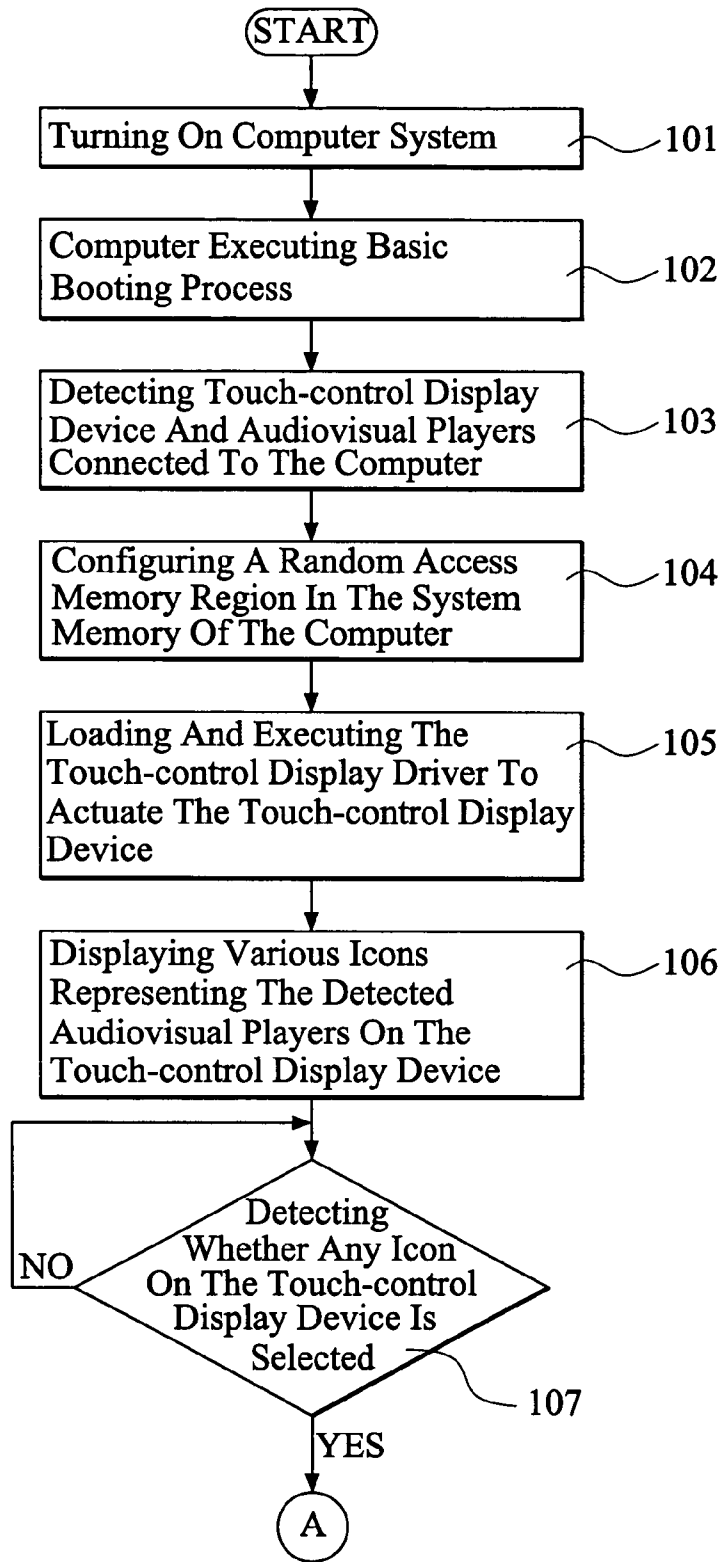 START
Turning On Computer System
101
Computer Executing Basic
Booting Process
102
Detecting Touch-control Display
Device And Audiovisual Players
Connected To The Computer
103
Configuring A Random Access
Memory Region In The System
Memory Of The Computer
104
Loading And Executing The
Touch-control Display Driver To
Actuate The Touch-control Display
Device
105
Displaying Various Icons
Representing The Detected
Audiovisual Players On The
Touch-control Display Device
106
Detecting
Whether Any Icon
On The Touch-control
Display Device Is
Selected
NO
107
YES
A